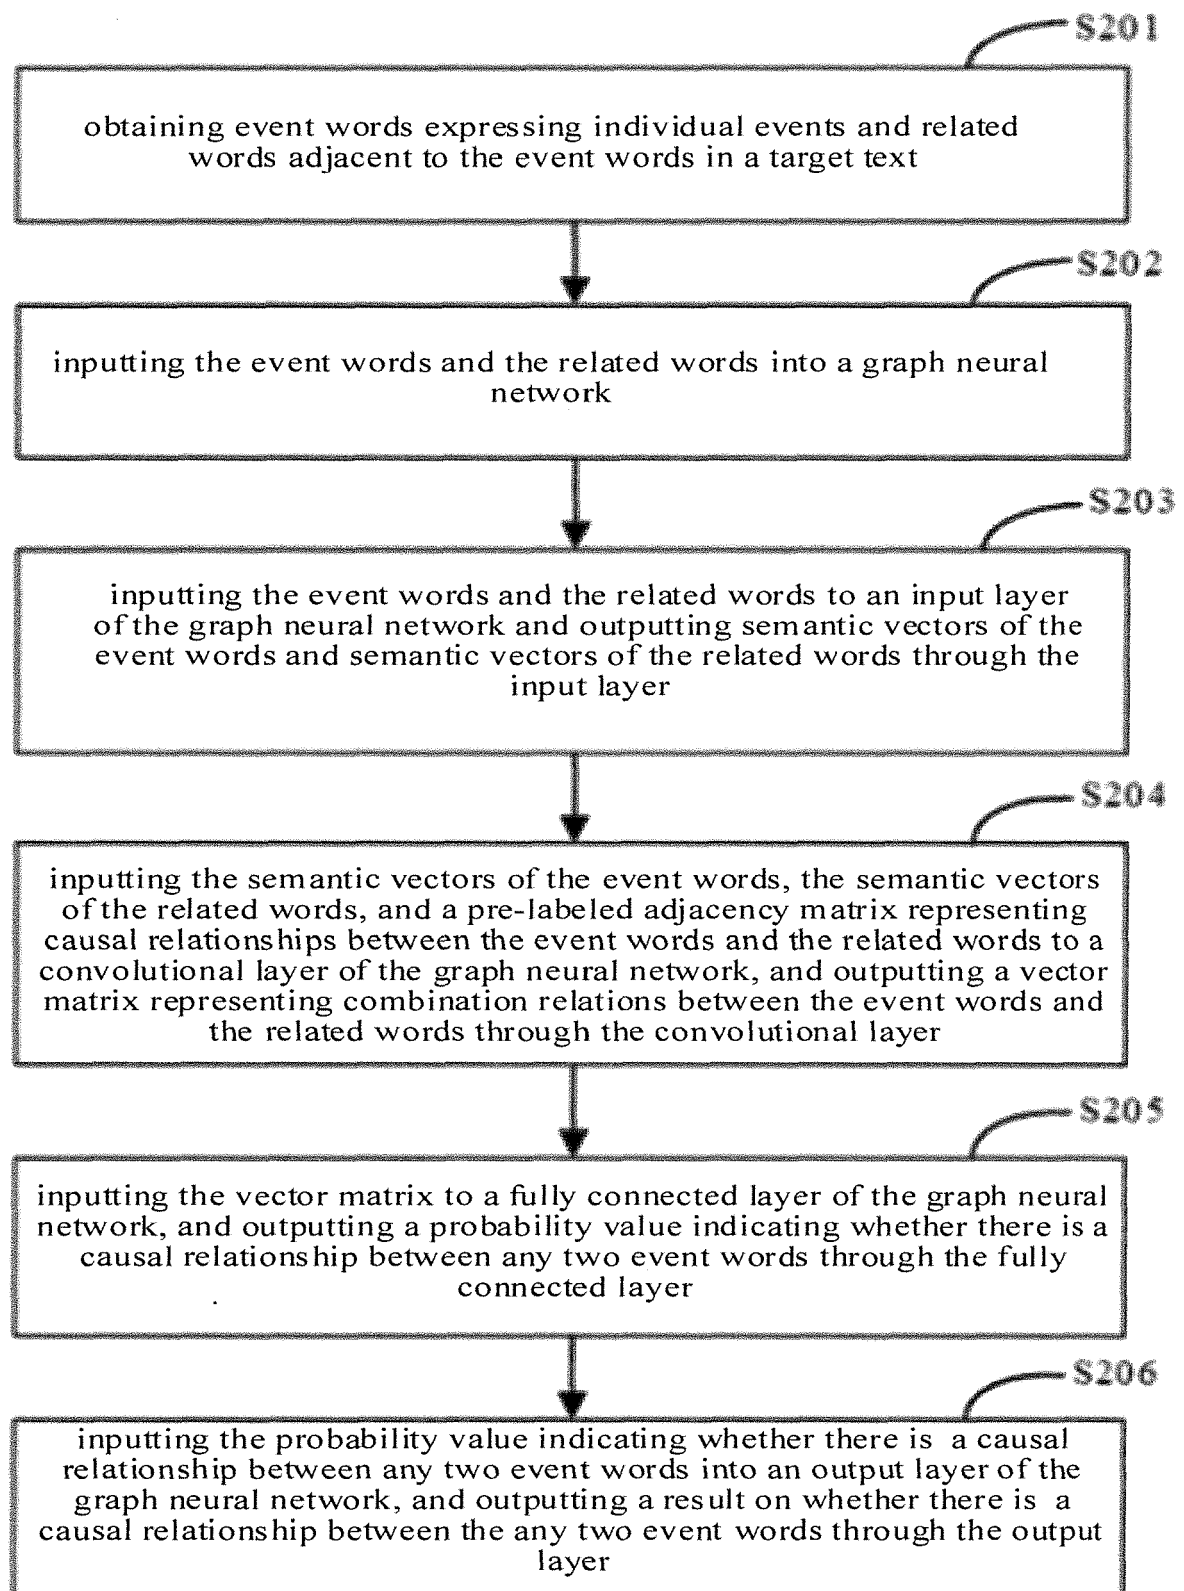 S201
obtaining event words expressing individual events and related
words adjacent to the event words in a target text
S202
inputting the event words and the related words into a graph neural
network
S203
inputting the event words and the related words to an input layer
of the graph neural network and outputting semantic vectors of the
event words and semantic vectors of the related words through the
input layer
S204
inputting the semantic vectors of the event words, the semantic vectors
of the related words, and a pre-labeled adjacency matrix representing
causal relationships between the event words and the related words to a
convolutional layer of the graph neural network, and outputting a vector
matrix representing combination relations between the event words and
the related words through the convolutional layer
S205
inputting the vector matrix to a fully connected layer of the graph neural
network, and outputting a probability value indicating whether there is a
causal relationship between any two event words through the fully
connected layer
S206
inputting the probability value indicating whether there is a causal
relationship between any two event words into an output layer of the
graph neural network, and outputting a result on whether there is a
causal relationship between the any two event words through the output
layer